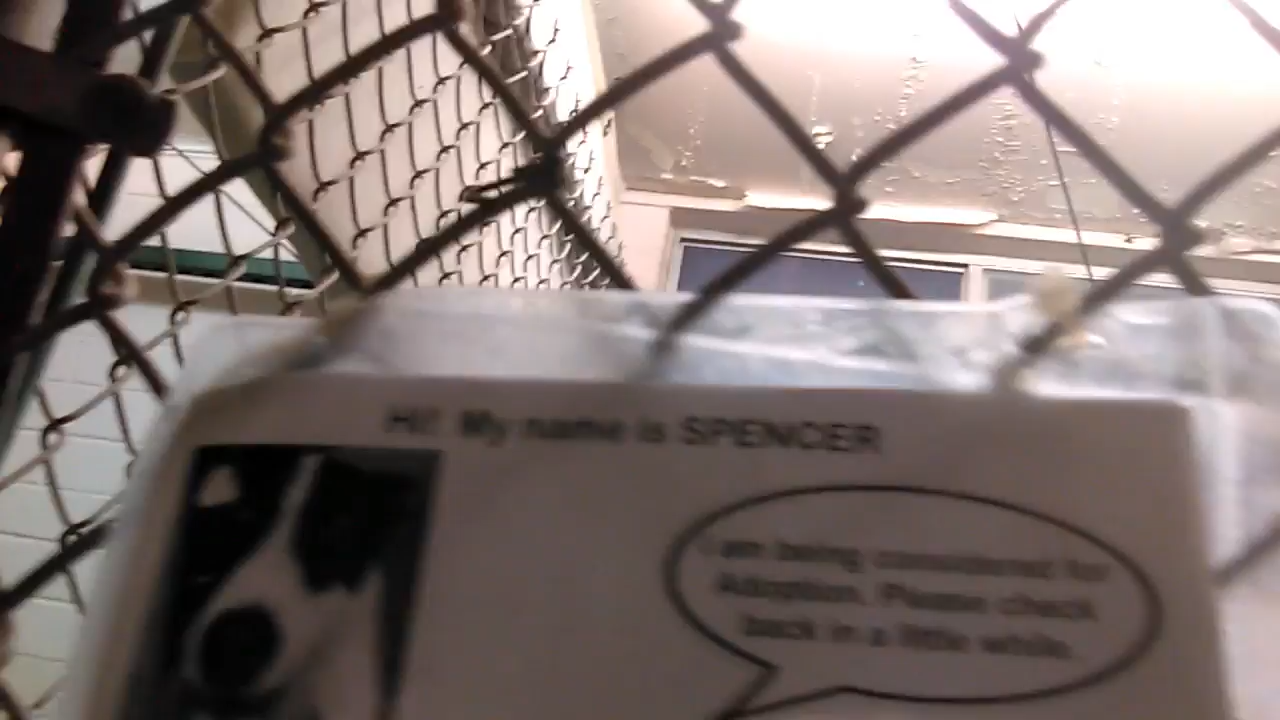 Hi! My name is SPENCER
I am being considered for
Adoption. Please check
back in a little while.